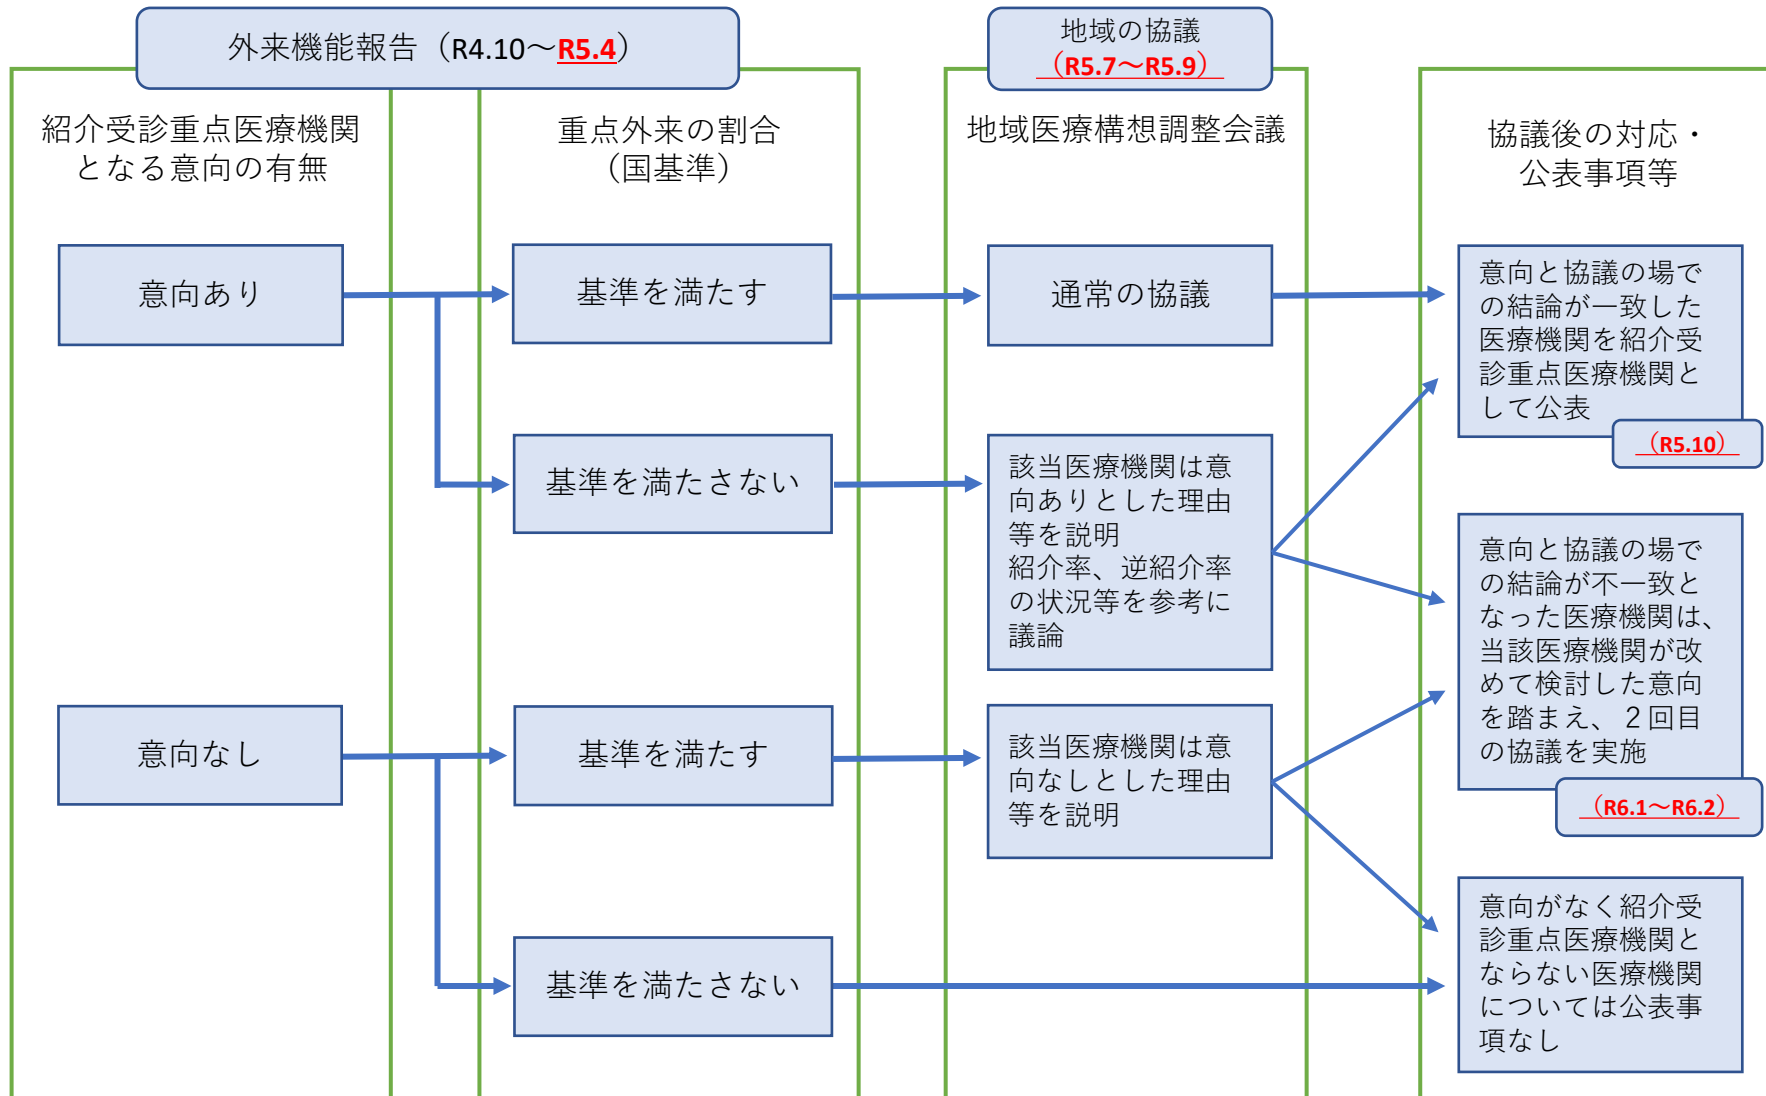 外来機能報告（R4.10～R5.4）
地域の協議
（R5.7～R5.9）
紹介受診重点医療機関
となる意向の有無
重点外来の割合
（国基準）
地域医療構想調整会議
協議後の対応・
公表事項等
意向あり
基準を満たす
通常の協議
意向と協議の場で
の結論が一致した
医療機関を紹介受
診重点医療機関と
して公表
（R5.10）
基準を満たさない
該当医療機関は意
向ありとした理由
等を説明
紹介率、逆紹介率
の状況等を参考に
議論
意向と協議の場で
の結論が不一致と
なった医療機関は、
当該医療機関が改
めて検討した意向
を踏まえ、２回目
の協議を実施
（R6.1～R6.2）
意向なし
基準を満たす
該当医療機関は意
向なしとした理由
等を説明
基準を満たさない
意向がなく紹介受
診重点医療機関と
ならない医療機関
については公表事
項なし